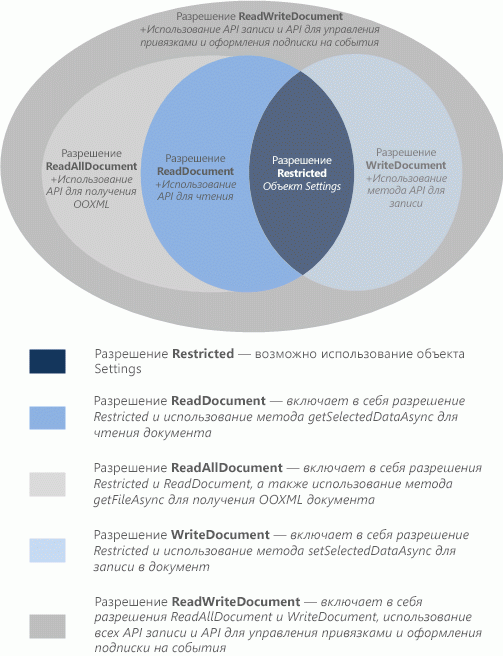 Разрешение ReadWriteDocument
+Использование API записи и API для управления
привязками и оформления подписки на события
Разрешение
ReadAllDocument
+Использование
API для получения
OOXML
Разрешение
ReadDocument
+Использование
API для чтения
Разрешение
Restricted
Объект Settings
Разрешение
WriteDocument
+Использование
метода API для
записи
Разрешение Restricted — возможно использование объекта
Settings
Разрешение ReadDocument — включает в себя разрешение
Restricted и использование метода getSelectedDataAsync для
чтения документа
Разрешение ReadAllDocument — включает в себя разрешения
Restricted и ReadDocument, а также использование метода
getFileAsync для получения OOXML документа
Разрешение WriteDocument — включает в себя разрешение
Restricted и использование метода setSelectedDataAsync для
записи в документ
Разрешение ReadWriteDocument — включает в себя
разрешения ReadAllDocument и WriteDocument, использование
всех API записи и API для управления привязками и оформления
подписки на события